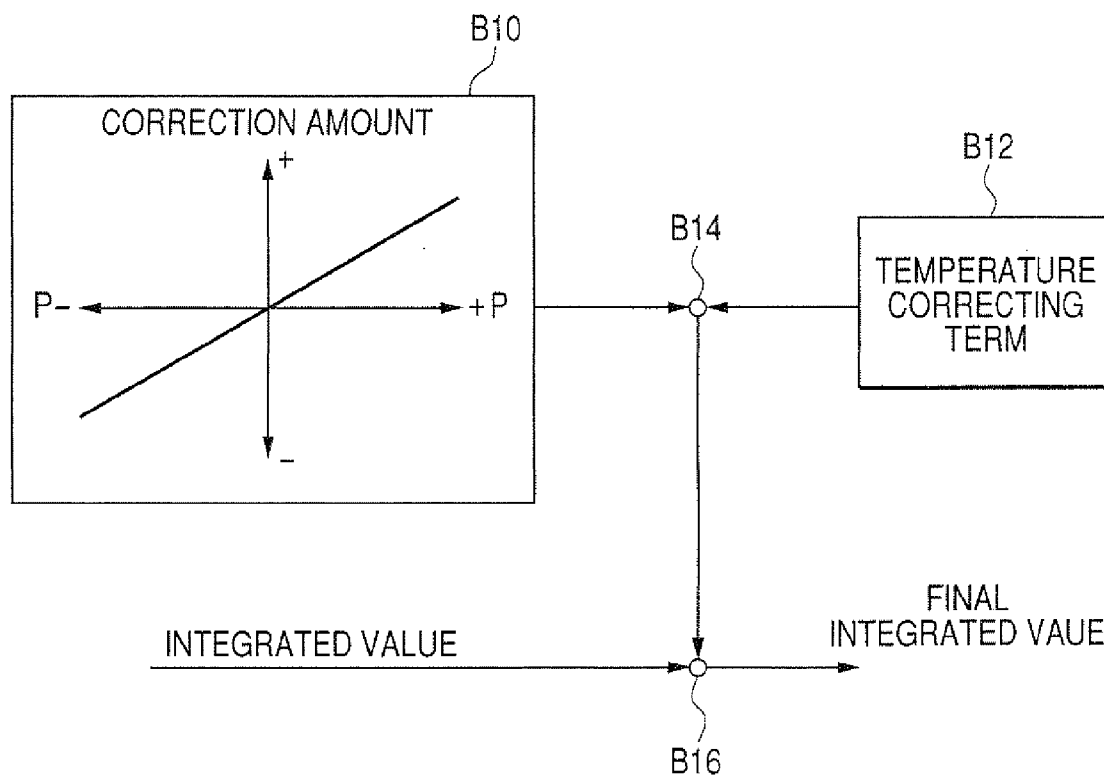 B10
CORRECTION AMOUNT
+
P- +P
-
B14
B12
TEMPERATURE
CORRECTING
TERM
INTEGRATED VALUE
FINAL
INTEGRATED VAUE
B16